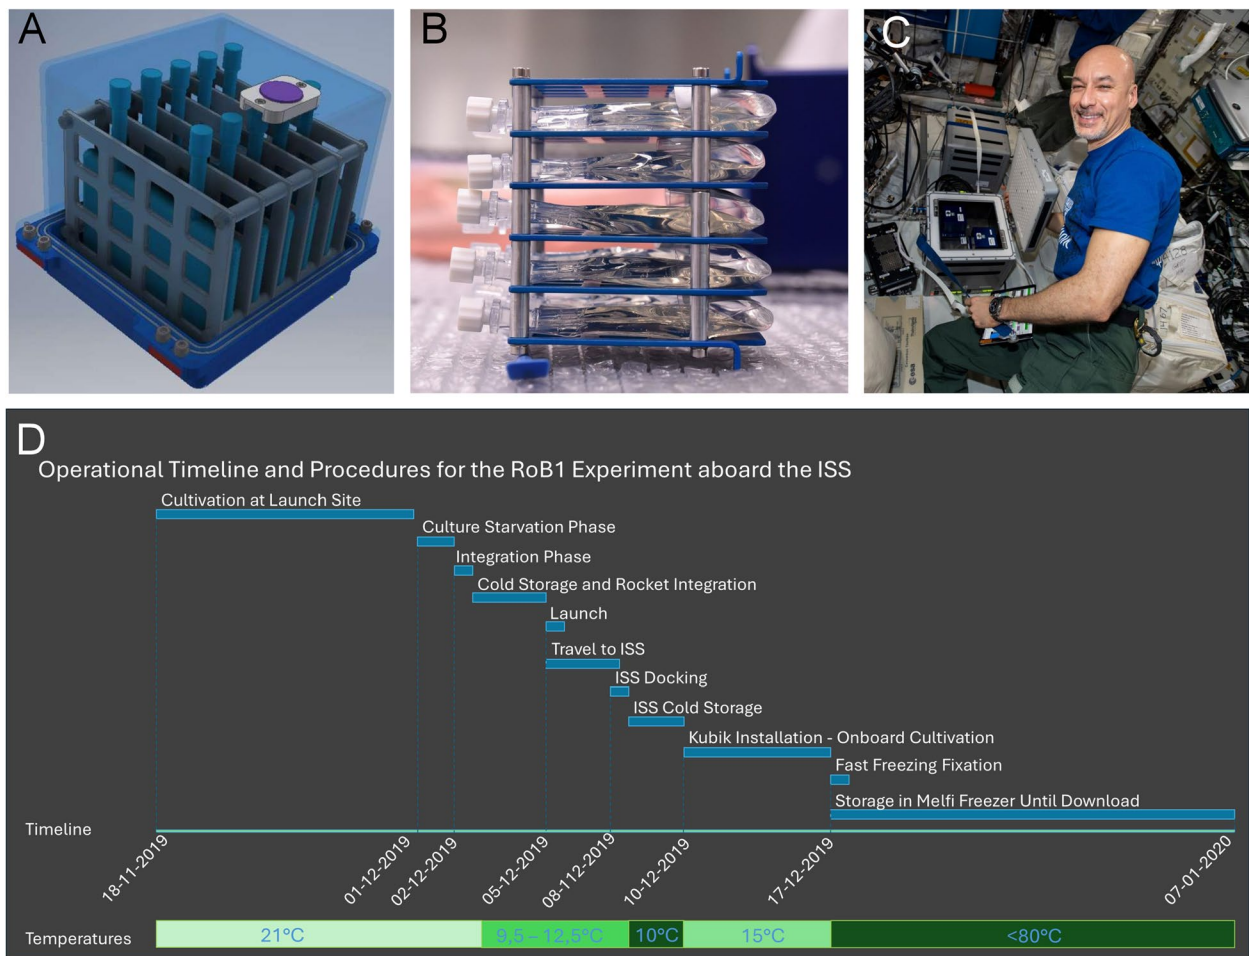 A
B
C
D
Operational Timeline and Procedures for the RoB1 Experiment aboard the ISS
Cultivation at Launch Site
Culture Starvation Phase
Integration Phase
Cold Storage and Rocket Integration
Launch
Travel to ISS
ISS Docking
ISS Cold Storage
Kubik Installation - Onboard Cultivation
Fast Freezing Fixation
Storage in Melfi Freezer Until Download
Timeline
18-11-2019
01-12-2019
02-12-2019
05-12-2019
08-112-2019
10-12-2019
17-12-2019
07-01-2020
Temperatures
21°C
9,5 – 12,5°C
10°C
15°C
<80°C
esa